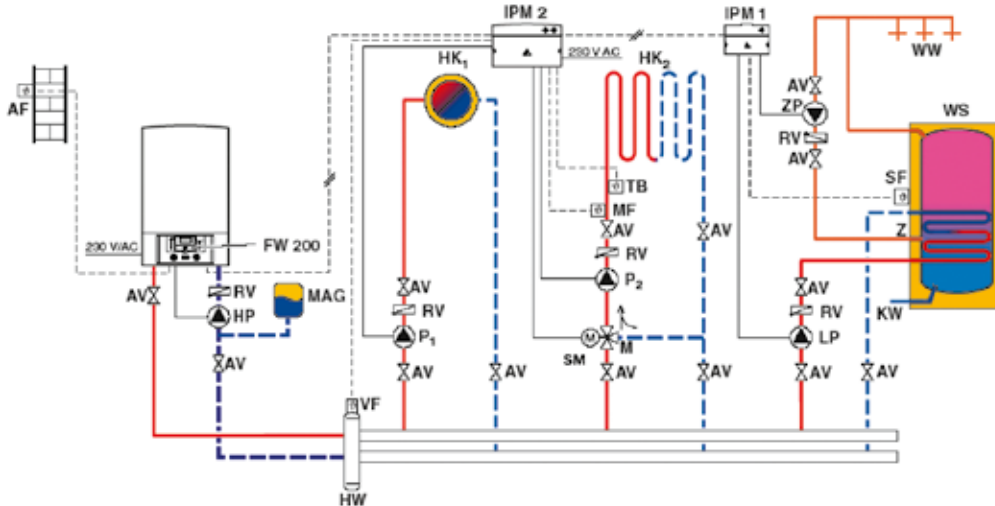 IPM 2
IPM 1
230 V AC
HK₁
HK₂
WW
AV
ZP
WS
AF
RV
AV
SF
TB
MF
AV
AV
Z
230 V/AC
FW 200
RV
AV
RV
MAG
P₂
AV
AV
HP
RV
RV
KW
P₁
M
LP
SM
M
AV
AV
AV
AV
AV
AV
AV
VF
HW